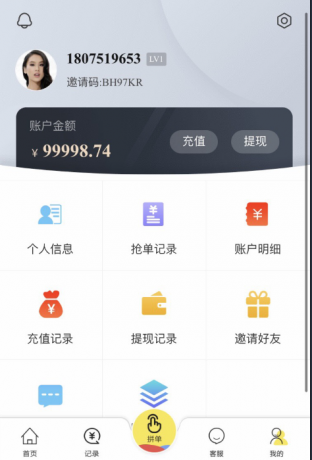 1807519653 LV1
邀请码:BH97KR
账户金额
￥ 99998.74
充值 提现
个人信息 抢单记录 账户明细
充值记录 提现记录 邀请好友
首页 记录 拼单 客服 我的